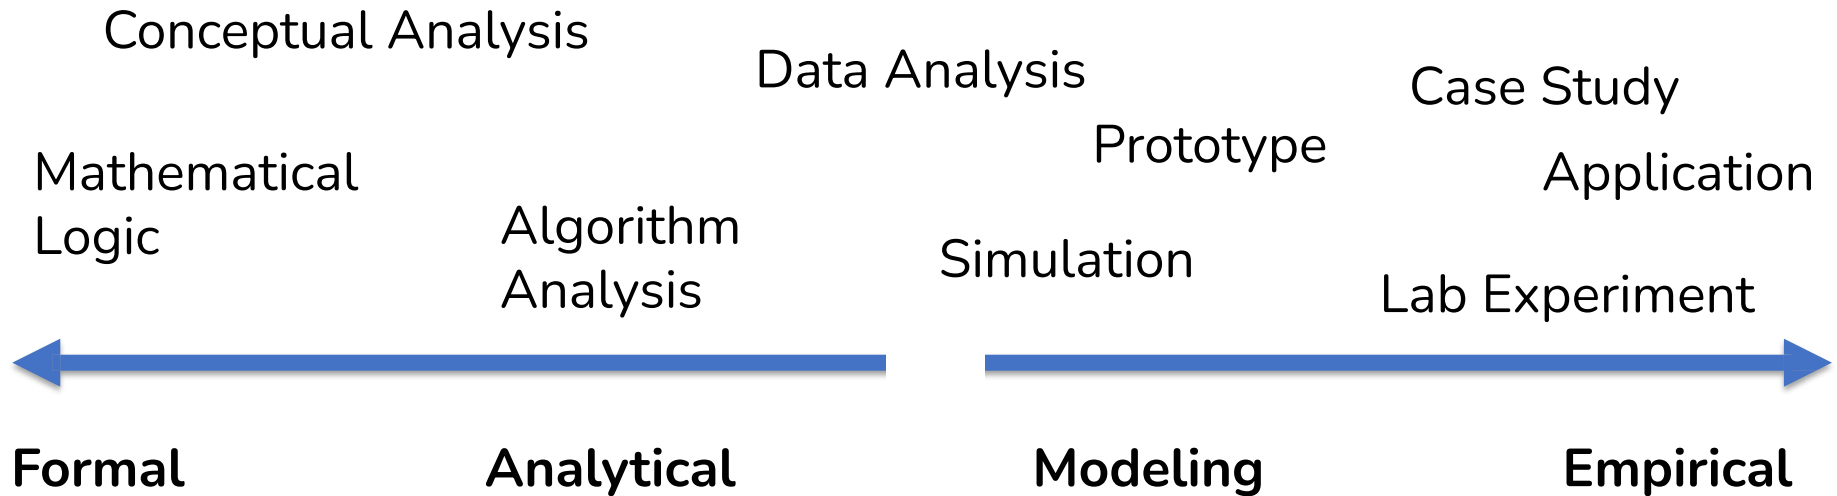 Conceptual Analysis
Data Analysis
Case Study
Prototype
Mathematical
Logic
Application
Algorithm
Analysis
Simulation
Lab Experiment
Formal
Analytical
Modeling
Empirical